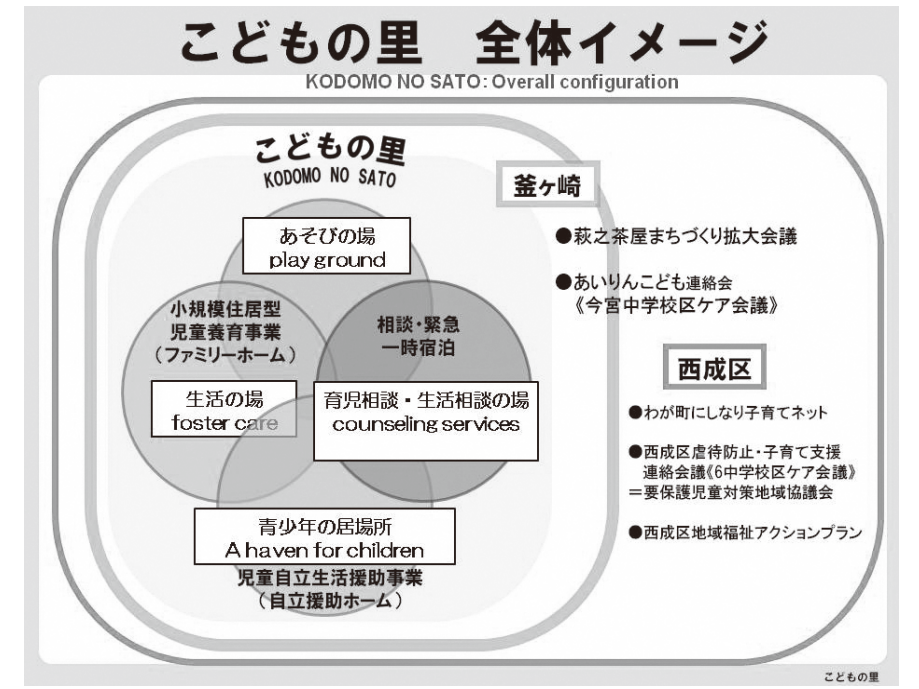 こどもの里　全体イメージ
KODOMO NO SATO: Overall configuration
こどもの里
KODOMO NO SATO
あそびの場
play ground
小規模住居型
児童養育事業
（ファミリーホーム）
生活の場
foster care
相談・緊急
一時宿泊
育児相談・生活相談の場
counseling services
青少年の居場所
A haven for children
児童自立生活援助事業
（自立援助ホーム）
釜ヶ崎
●萩之茶屋まちづくり拡大会議
●あいりんこども連絡会
《今宮中学校区ケア会議》
西成区
●わが町にしなり子育てネット
●西成区虐待防止・子育て支援
連絡会議《6中学校区ケア会議》
＝要保護児童対策地域協議会
●西成区地域福祉アクションプラン
こどもの里